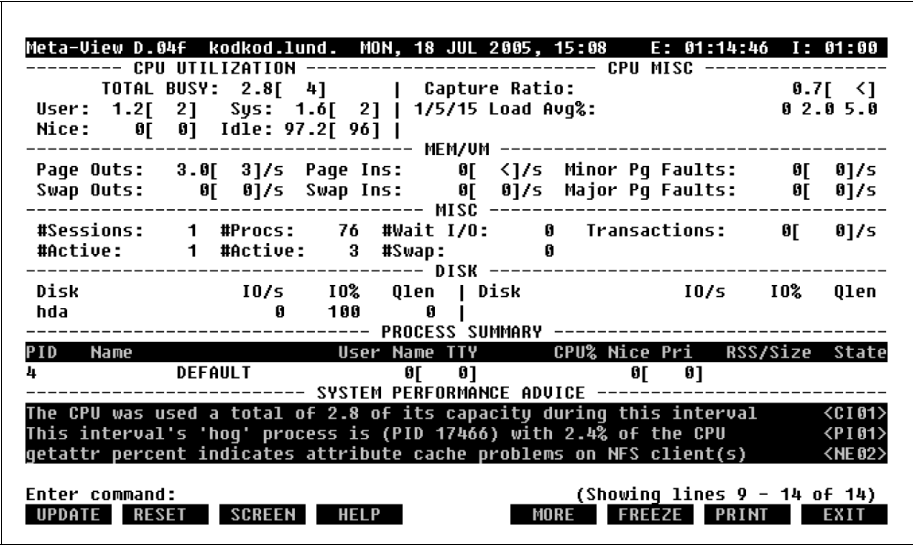 Meta-View D.04f kodkod.lund. MON, 18 JUL 2005, 15:08 E: 01:14:46 I: 01:00
--------- CPU UTILIZATION ------------------------------ CPU MISC -----------------
TOTAL BUSY: 2.8[ 4] | Capture Ratio: 0.7[ <]
User: 1.2[ 2] Sys: 1.6[ 2] | 1/5/15 Load Avg%: 0 2.0 5.0
Nice: 0[ 0] Idle: 97.2[ 96] |
--------------------------------------- MEM/VM --------------------------------------
Page Outs: 3.0[ 3]/s Page Ins: 0[ <]/s Minor Pg Faults: 0[ 0]/s
Swap Outs: 0[ 0]/s Swap Ins: 0[ 0]/s Major Pg Faults: 0[ 0]/s
---------------------------------------- MISC ---------------------------------------
#Sessions: 1 #Procs: 76 #Wait I/O: 0 Transactions: 0[ 0]/s
#Active: 1 #Active: 3 #Swap: 0
---------------------------------------- DISK ---------------------------------------
Disk IO/s IO% Qlen | Disk IO/s IO% Qlen
hda 0 100 0 |
---------------------------------- PROCESS SUMMARY ----------------------------------
PID Name User Name TTY CPU% Nice Pri RSS/Size State
4 DEFAULT 0[ 0] 0[ 0]
---------------------------- SYSTEM PERFORMANCE ADVICE ------------------------------
The CPU was used a total of 2.8 of its capacity during this interval <CI01>
This interval's 'hog' process is (PID 17466) with 2.4% of the CPU <PI01>
getattr percent indicates attribute cache problems on NFS client(s) <NE02>
Enter command: (Showing lines 9 - 14 of 14)
UPDATE RESET SCREEN HELP MORE FREEZE PRINT EXIT